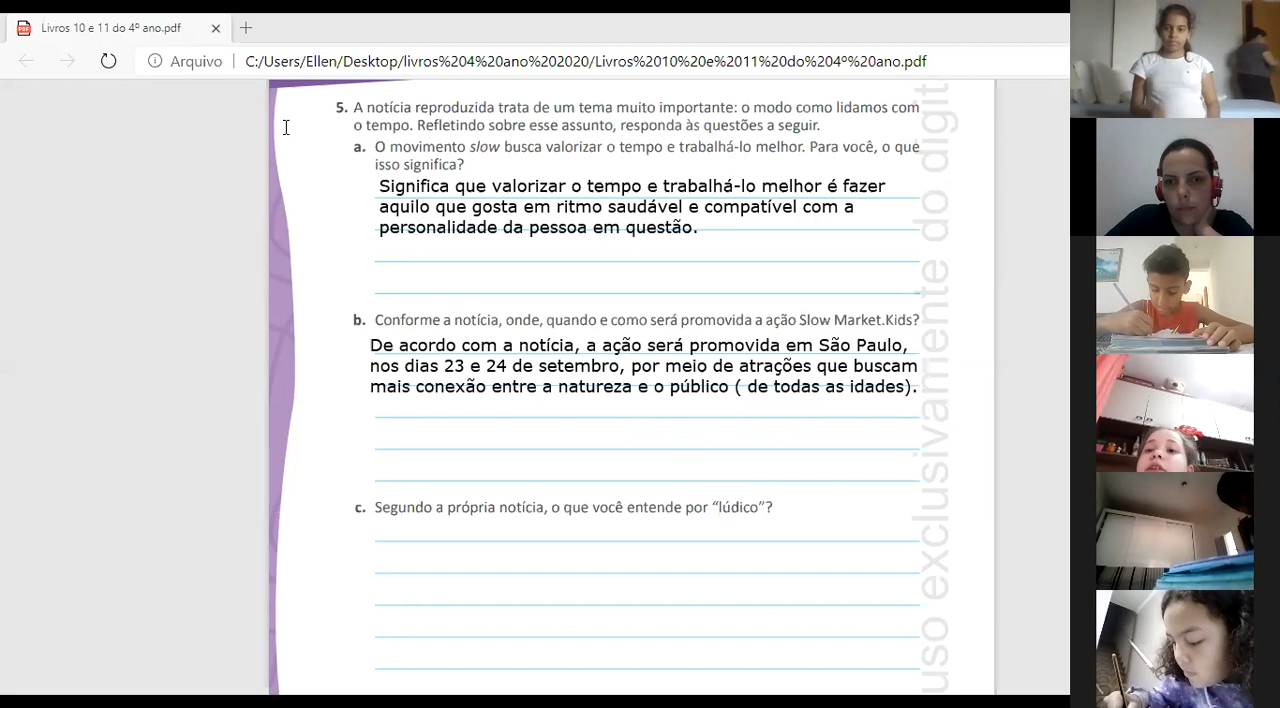 Livros 10 e 11 do 4º ano.pdf
Arquivo
C:/Users/Ellen/Desktop/livros%204%20ano%202020/Livros%2010%20e%2011%20do%204º%20ano.pdf
5. A notícia reproduzida trata de um tema muito importante: o modo como lidamos com
o tempo. Refletindo sobre esse assunto, responda às questões a seguir.
a. O movimento slow busca valorizar o tempo e trabalhá-lo melhor. Para você, o que
isso significa?
Significa que valorizar o tempo e trabalhá-lo melhor é fazer
aquilo que gosta em ritmo saudável e compatível com a
personalidade da pessoa em questão.
b. Conforme a notícia, onde, quando e como será promovida a ação Slow Market.Kids?
De acordo com a notícia, a ação será promovida em São Paulo,
nos dias 23 e 24 de setembro, por meio de atrações que buscam
mais conexão entre a natureza e o público ( de todas as idades).
c. Segundo a própria notícia, o que você entende por “lúdico”?
uso exclusivamente do digit